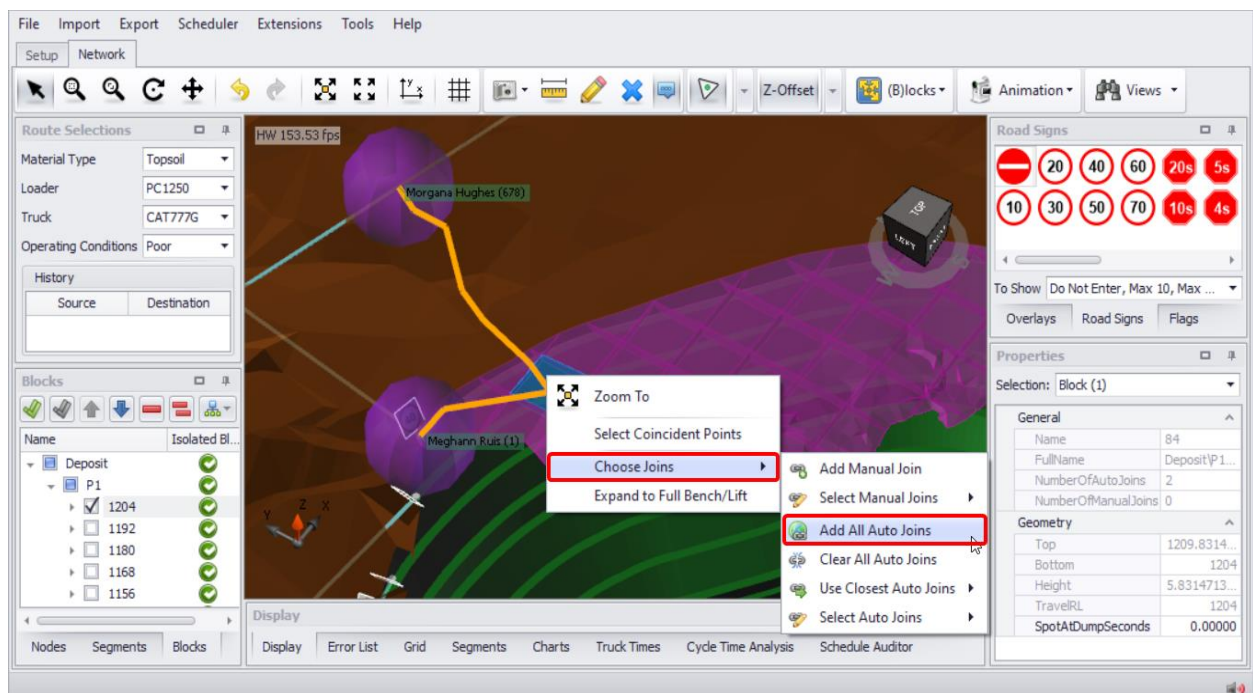 File Import Export Scheduler Extensions Tools Help
Setup Network
Z-Offset (B)locks Animation Views
Route Selections
Material Type Topsoil
Loader PC1250
Truck CAT777G
Operating Conditions Poor
History
Source Destination
Blocks
Name Isolated Bl...
Deposit
P1
1204
1192
1180
1168
1156
Nodes Segments Blocks
HW 153.53 fps
Morgana Hughes (678)
TOP
LEFT
Meghann Ruis (1)
Y Z X
Zoom To
Select Coincident Points
Choose Joins
Expand to Full Bench/Lift
Add Manual Join
Select Manual Joins
Add All Auto Joins
Clear All Auto Joins
Use Closest Auto Joins
Select Auto Joins
Display
Display Error List Grid Segments Charts Truck Times Cycle Time Analysis Schedule Auditor
Road Signs
20 40 60 20s 5s
10 30 50 70 10s 4s
To Show Do Not Enter, Max 10, Max ...
Overlays Road Signs Flags
Properties
Selection: Block (1)
General
Name 84
FullName Deposit\P1...
NumberOfAutoJoins 2
NumberOfManualJoins 0
Geometry
Top 1209.8314...
Bottom 1204
Height 5.8314713...
TravelRL 1204
SpotAtDumpSeconds 0.00000